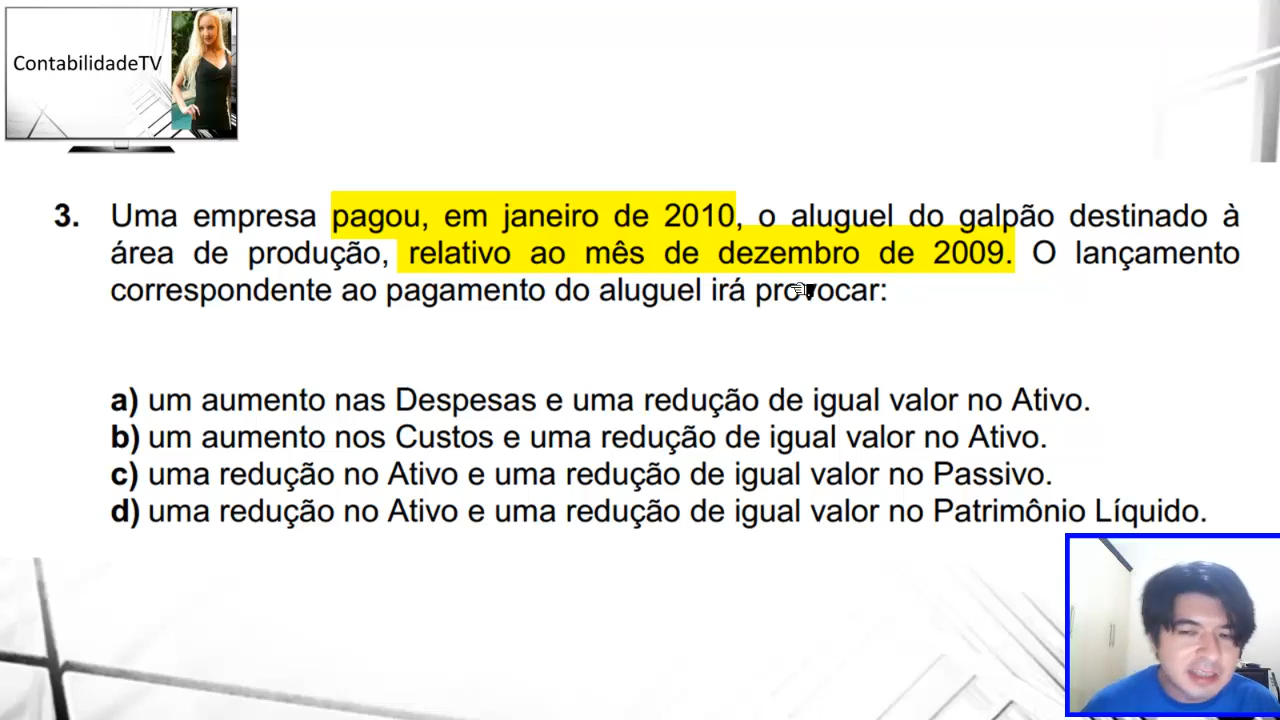 ContabilidadeTV
3. Uma empresa pagou, em janeiro de 2010, o aluguel do galpão destinado à
área de produção, relativo ao mês de dezembro de 2009. O lançamento
correspondente ao pagamento do aluguel irá provocar:
a) um aumento nas Despesas e uma redução de igual valor no Ativo.
b) um aumento nos Custos e uma redução de igual valor no Ativo.
c) uma redução no Ativo e uma redução de igual valor no Passivo.
d) uma redução no Ativo e uma redução de igual valor no Patrimônio Líquido.